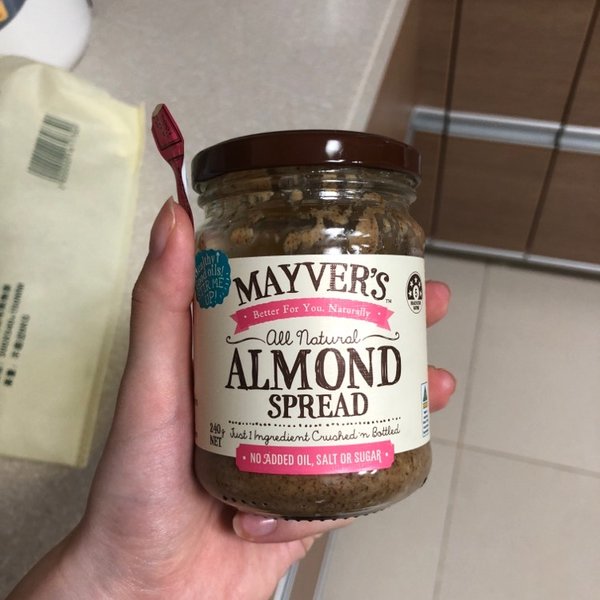 MAYVER'S
TM
Better For You. Naturally
All Natural
ALMOND
SPREAD
240g
NET
Just 1 Ingredient Crushed 'n Bottled
NO ADDED OIL, SALT OR SUGAR